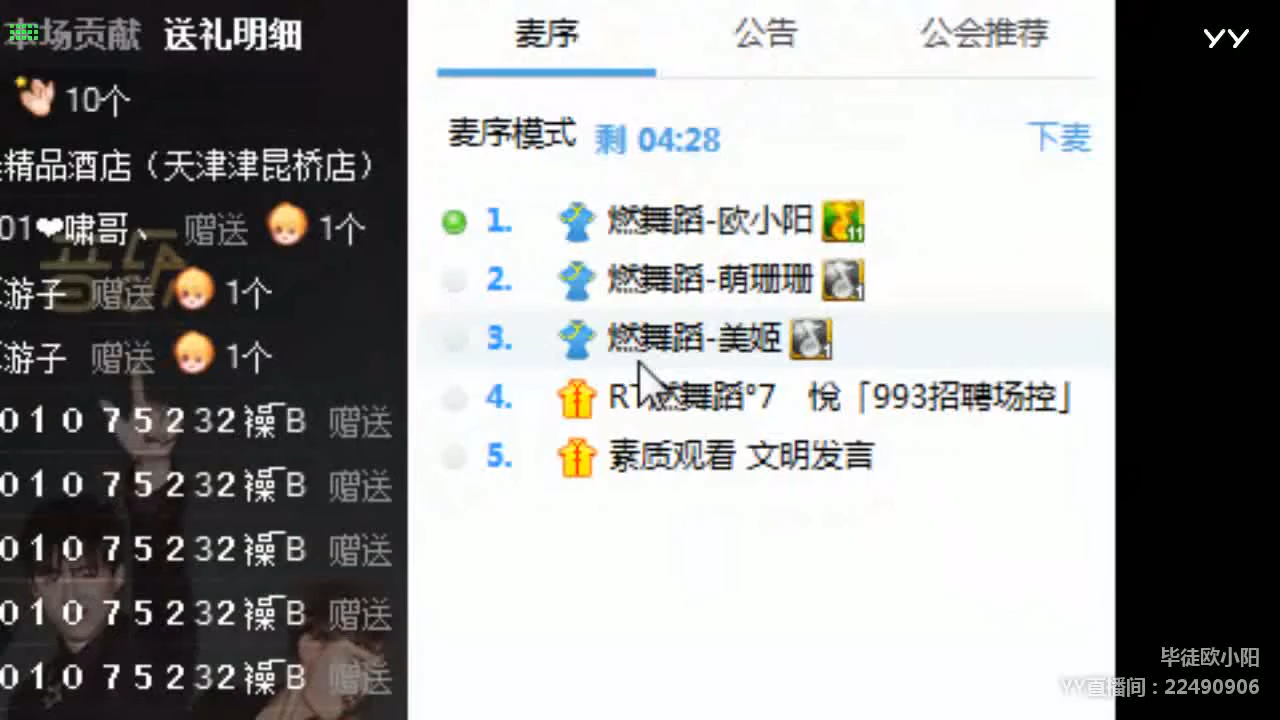 本场贡献 送礼明细
10个
精品酒店（天津津昆桥店）
01❤啸哥、 赠送 1个
游子 赠送 1个
游子 赠送 1个
0 1 0 7 5 2 32 B 赠送
0 1 0 7 5 2 32 B 赠送
0 1 0 7 5 2 32 B 赠送
0 1 0 7 5 2 32 B 赠送
0 1 0 7 5 2 32 B 赠送
麦序 公告 公会推荐
麦序模式 剩 04:28 下麦
1. 燃舞蹈-欧小阳 11
2. 燃舞蹈-萌珊珊 1
3. 燃舞蹈-美姬 1
4. 燃舞蹈°7 悦「993招聘场控」
5. 素质观看 文明发言
YY
毕徒欧小阳
YY直播间：22490906